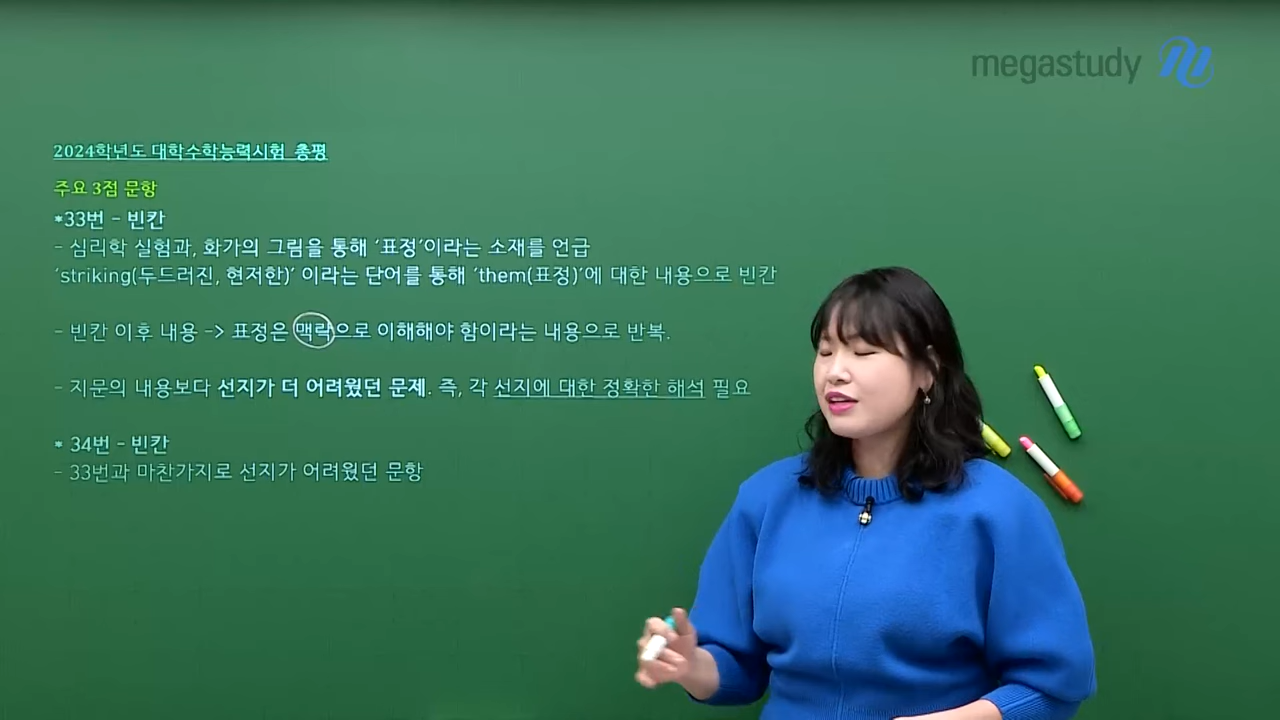 megastudy
2024학년도 대학수학능력시험 총평
주요 3점 문항
*33번 - 빈칸
- 심리학 실험과, 화가의 그림을 통해 '표정'이라는 소재를 언급
'striking(두드러진, 현저한)' 이라는 단어를 통해 'them(표정)'에 대한 내용으로 빈칸
- 빈칸 이후 내용 -> 표정은 맥락으로 이해해야 함이라는 내용으로 반복.
- 지문의 내용보다 선지가 더 어려웠던 문제. 즉, 각 선지에 대한 정확한 해석 필요
* 34번 - 빈칸
- 33번과 마찬가지로 선지가 어려웠던 문항